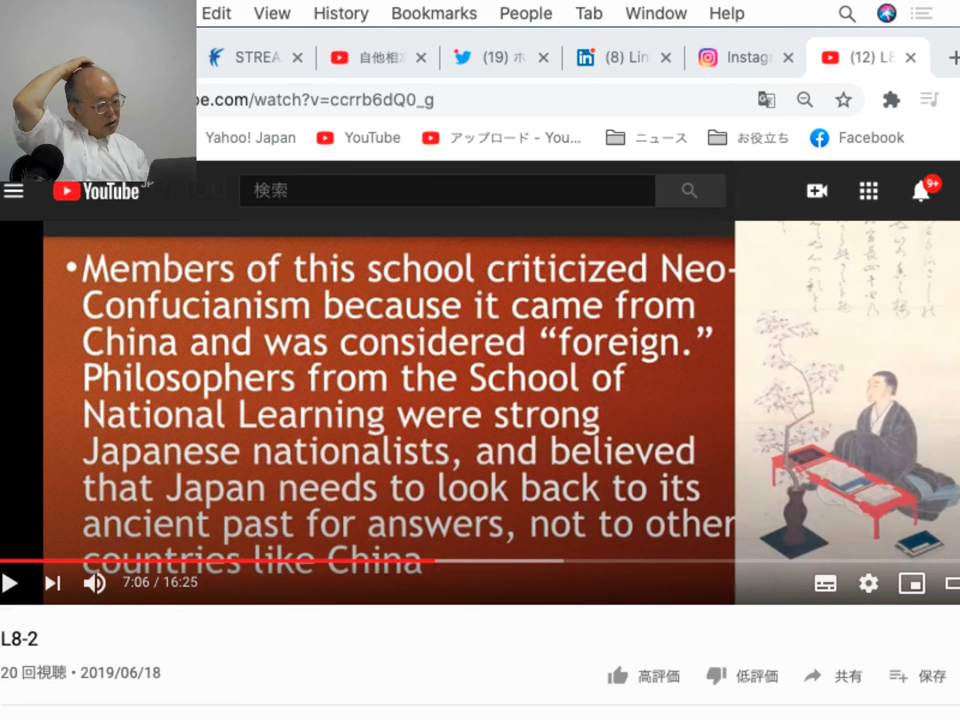 Edit View History Bookmarks People Tab Window Help
STREA 自他相 (19) ホ (8) Lin Instag (12) L8
be.com/watch?v=ccrrb6dQ0_g
Yahoo! Japan YouTube アップロード - You... ニュース お役立ち Facebook
YouTube JP 検索 9+
•Members of this school criticized Neo-
Confucianism because it came from
China and was considered “foreign.”
Philosophers from the School of
National Learning were strong
Japanese nationalists, and believed
that Japan needs to look back to its
ancient past for answers, not to other
countries like China
7:06 / 16:25
L8-2
20 回視聴・2019/06/18
高評価 低評価 共有 保存